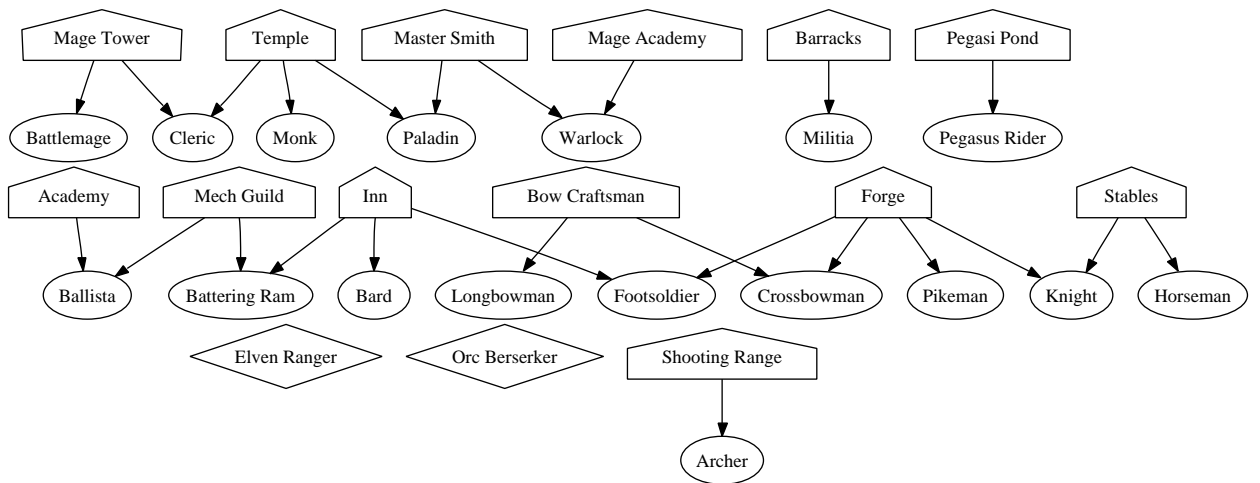 Mage Tower
Temple
Master Smith
Mage Academy
Barracks
Pegasi Pond
Battlemage
Cleric
Monk
Paladin
Warlock
Militia
Pegasus Rider
Academy
Mech Guild
Inn
Bow Craftsman
Forge
Stables
Ballista
Battering Ram
Bard
Longbowman
Footsoldier
Crossbowman
Pikeman
Knight
Horseman
Elven Ranger
Orc Berserker
Shooting Range
Archer